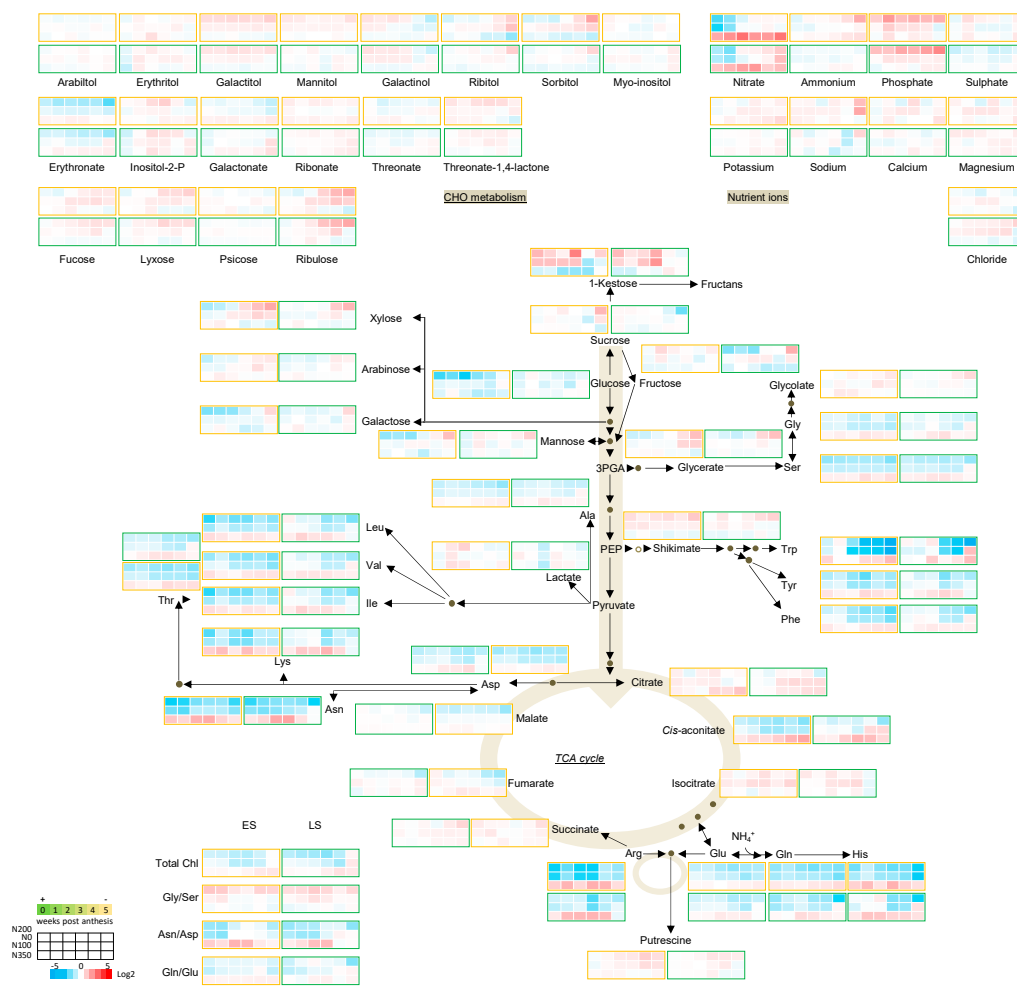 Arabiltol Erythritol Galactitol Mannitol Galactinol Ribitol Sorbitol Myo-inositol Nitrate Ammonium Phosphate Sulphate
Erythronate Inositol-2-P Galactonate Ribonate Threonate Threonate-1,4-lactone Potassium Sodium Calcium Magnesium
CHO metabolism Nutrient ions
Fucose Lyxose Psicose Ribulose Chloride
1-Kestose Fructans
Xylose
Sucrose
Arabinose
Glucose Fructose
Glycolate
Galactose
Gly
Mannose
3PGA Glycerate Ser
Ala
Leu
PEP Shikimate Trp
Val
Lactate
Tyr
Thr Ile Pyruvate
Phe
Lys
Asp Citrate
Asn
Malate
Cis-aconitate
TCA cycle
Fumarate Isocitrate
ES LS
Succinate
NH₄⁺
Arg Glu Gln His
Total Chl
Gly/Ser
+ -
0 1 2 3 4 5
weeks post anthesis
N200
N0
N100
N350
Asn/Asp
Putrescine
Gln/Glu
-5 0 5 Log2